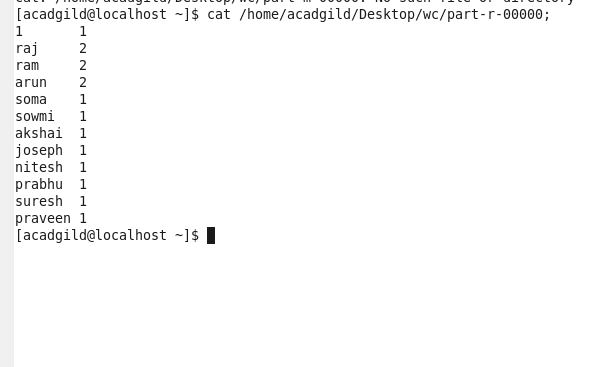 cat: /home/acadgild/Desktop/wc/part-m-00000: No such file or directory
[acadgild@localhost ~]$ cat /home/acadgild/Desktop/wc/part-r-00000;
1       1
raj     2
ram     2
arun    2
soma    1
sowmi   1
akshai  1
joseph  1
nitesh  1
prabhu  1
suresh  1
praveen 1
[acadgild@localhost ~]$